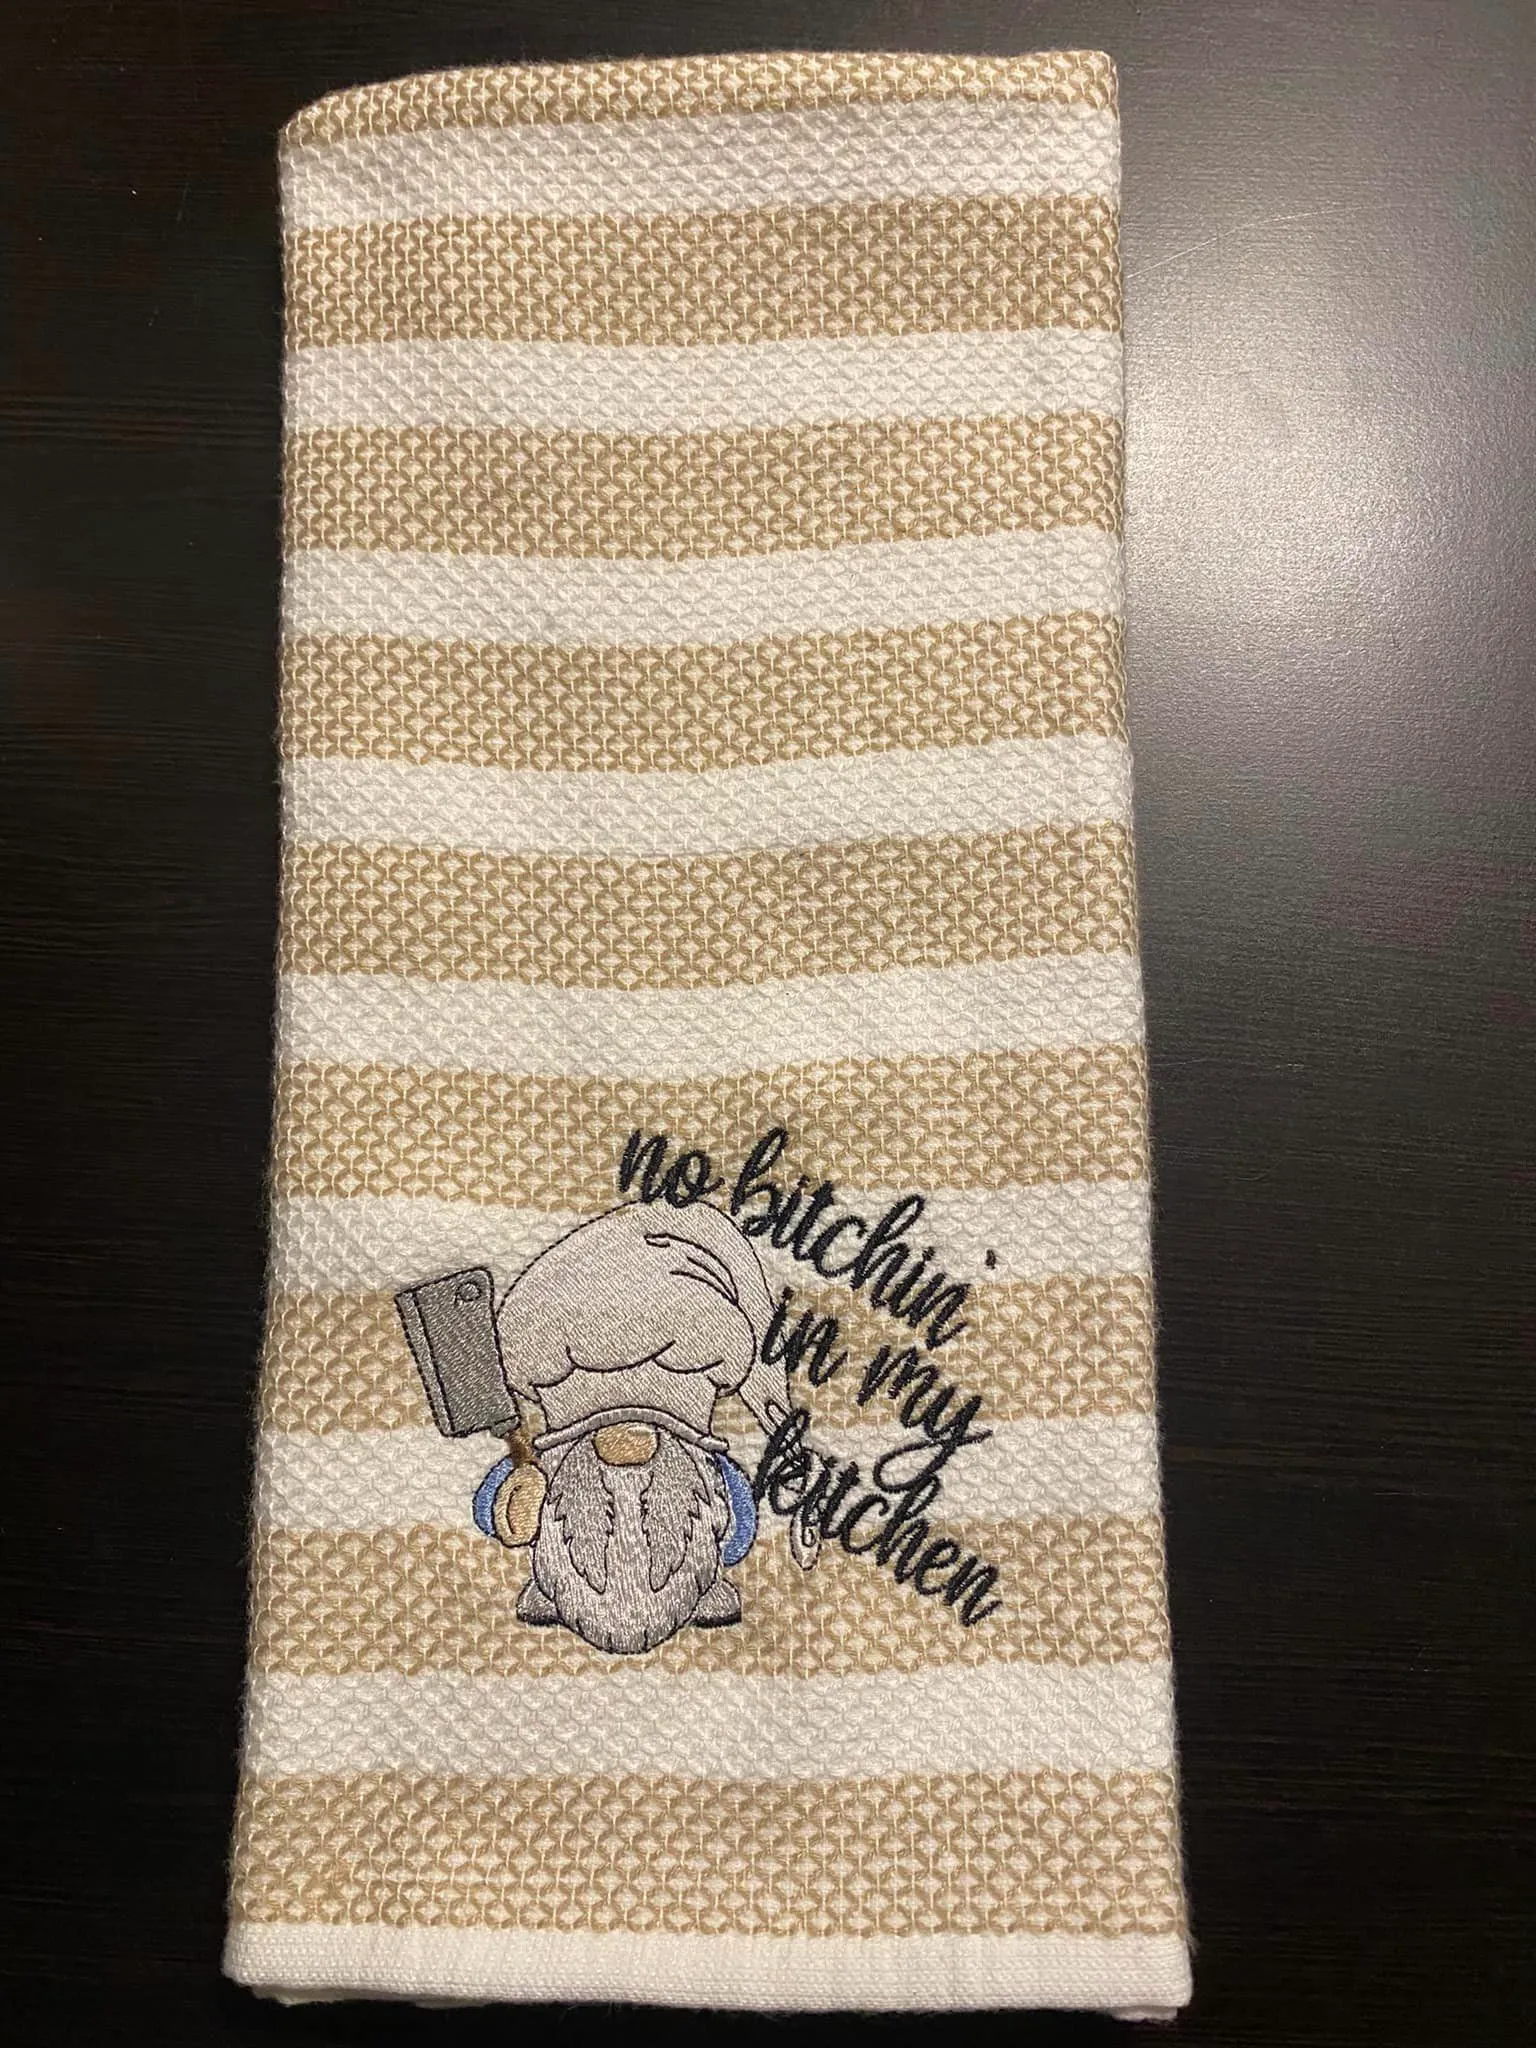 no bitchin'
in my
kitchen